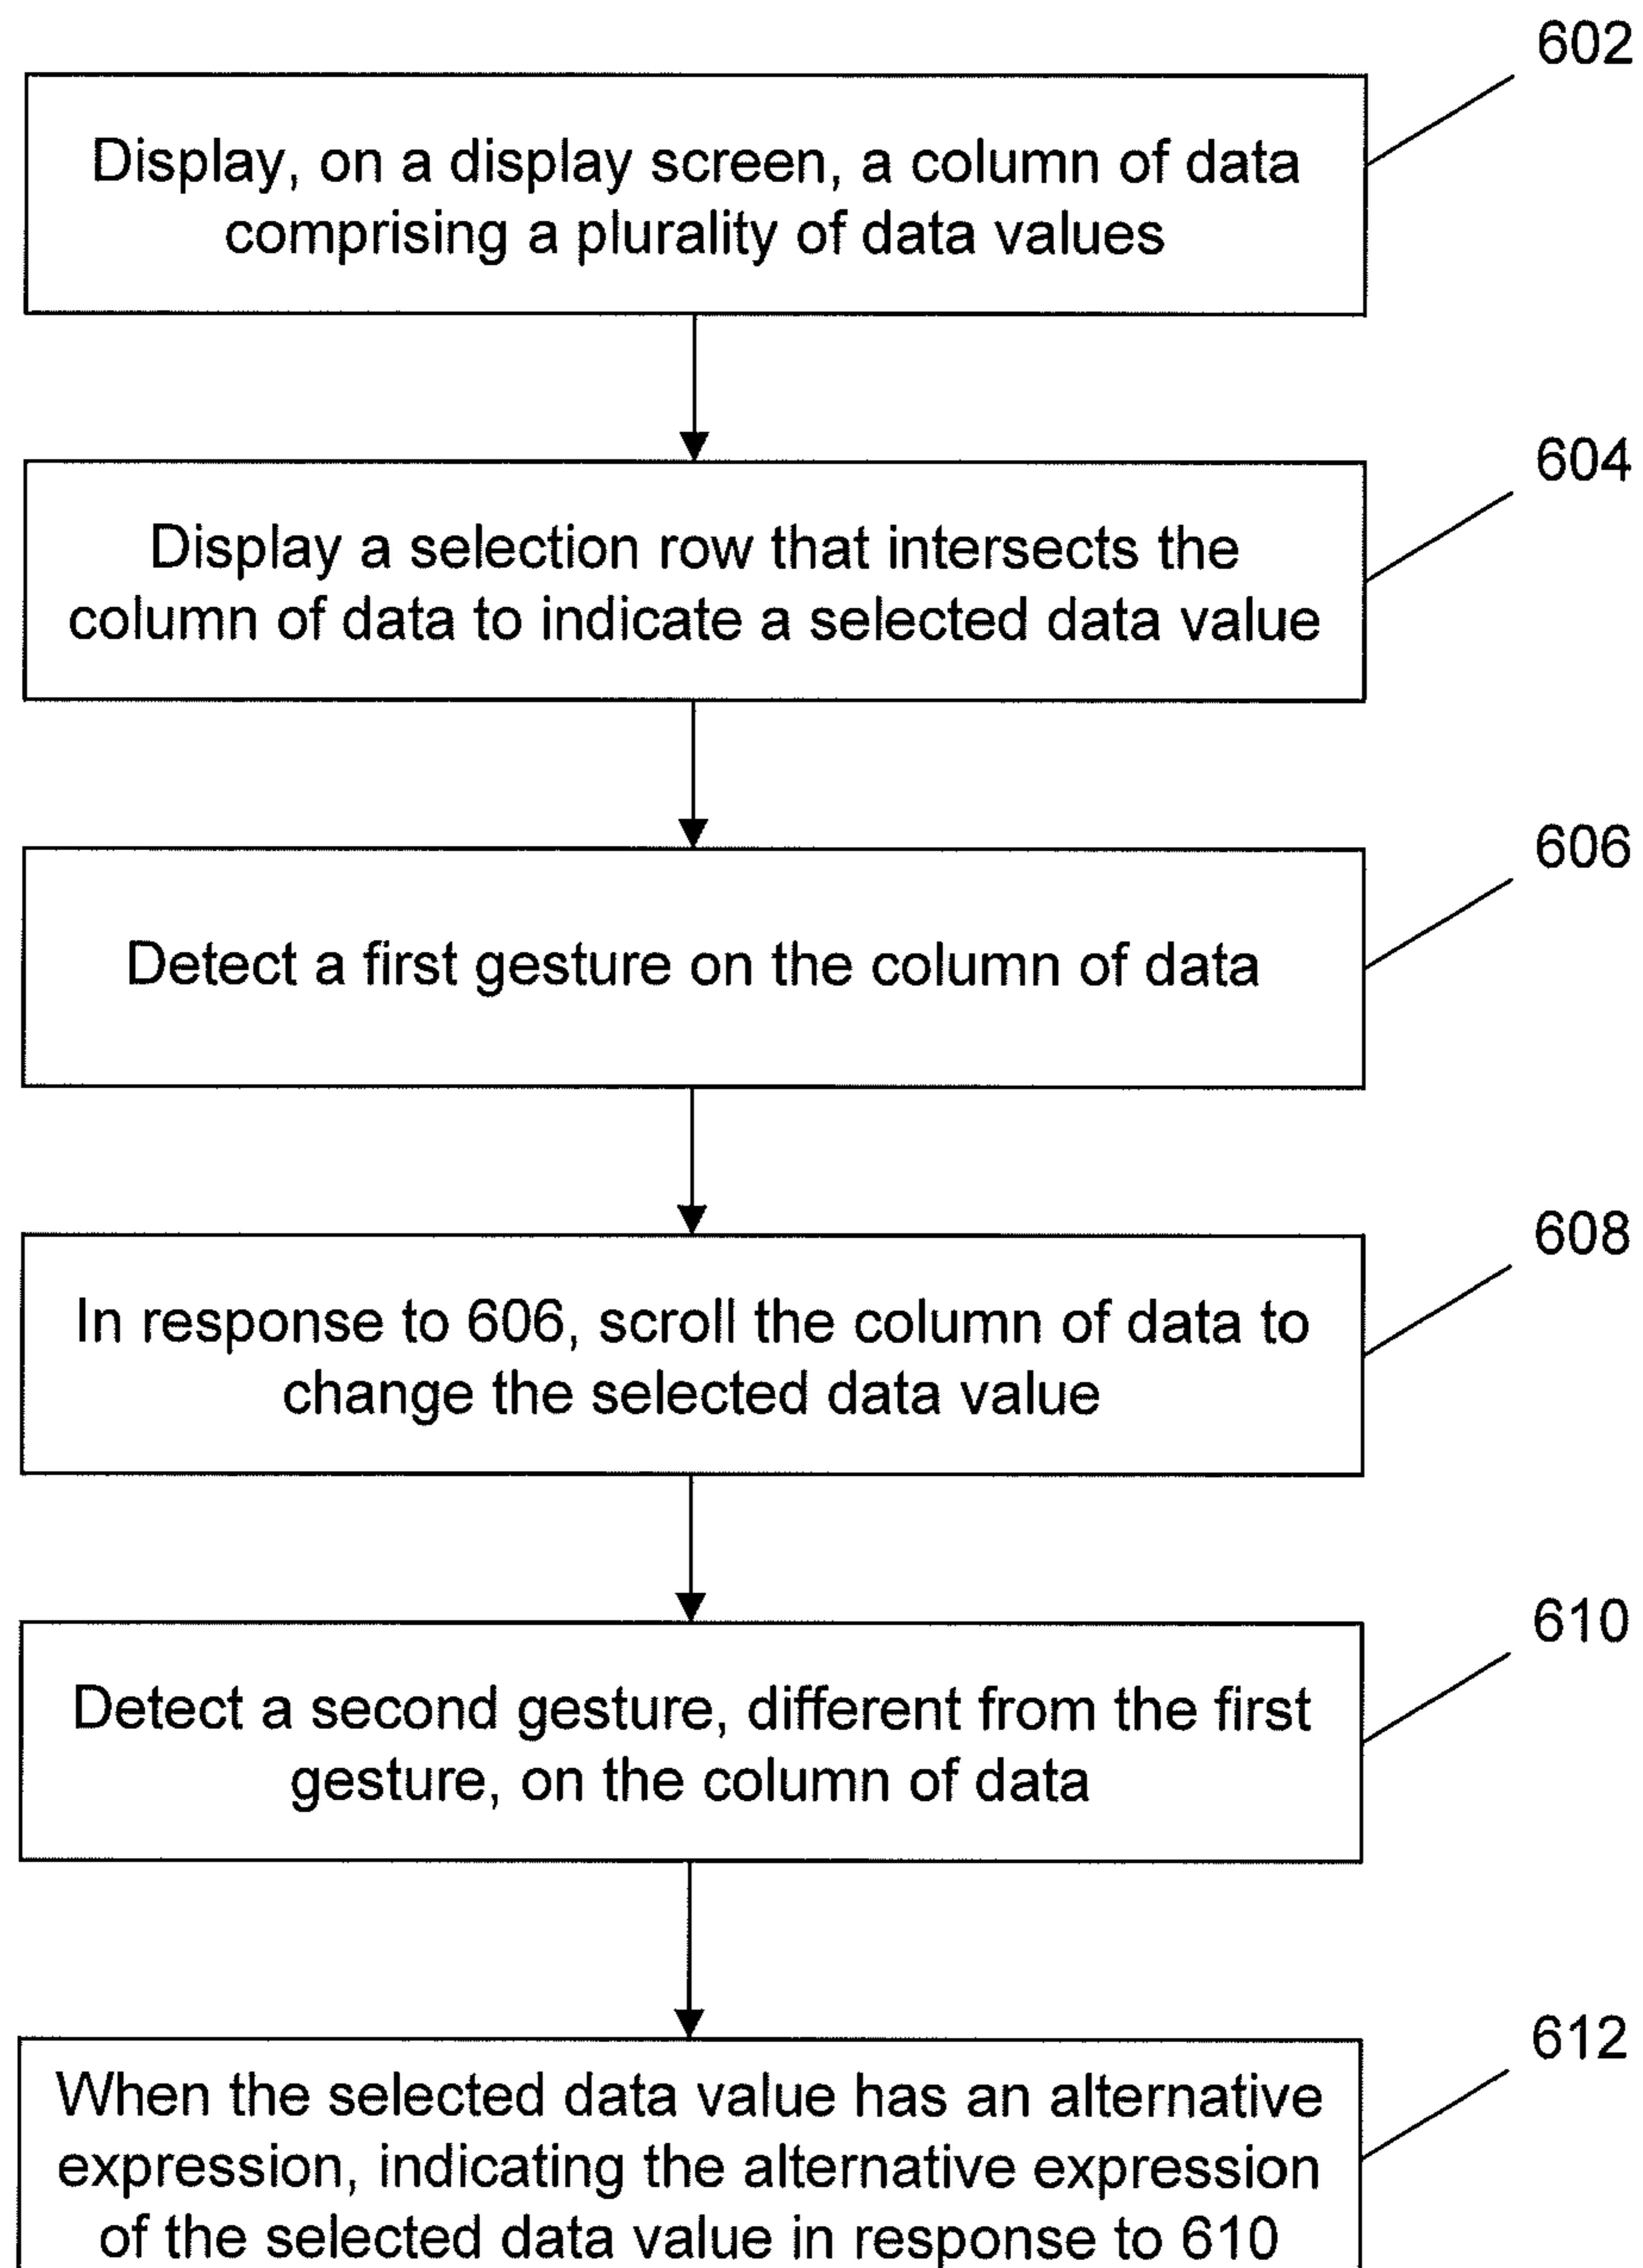 602
Display, on a display screen, a column of data
comprising a plurality of data values
604
Display a selection row that intersects the
column of data to indicate a selected data value
606
Detect a first gesture on the column of data
608
In response to 606, scroll the column of data to
change the selected data value
610
Detect a second gesture, different from the first
gesture, on the column of data
612
When the selected data value has an alternative
expression, indicating the alternative expression
of the selected data value in response to 610